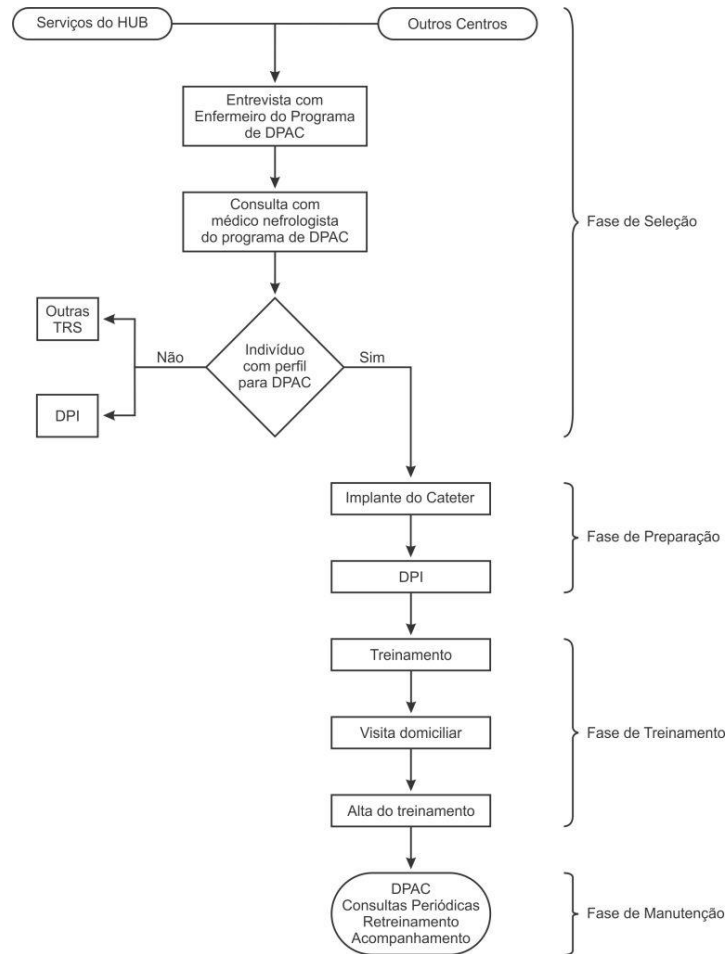 Serviços do HUB
Outros Centros
Entrevista com
Enfermeiro do Programa
de DPAC
Consulta com
médico nefrologista
do programa de DPAC
Fase de Seleção
Outras
TRS
Não
Indivíduo
com perfil
para DPAC
Sim
DPI
Implante do Cateter
Fase de Preparação
DPI
Treinamento
Visita domiciliar
Fase de Treinamento
Alta do treinamento
DPAC
Consultas Periódicas
Retreinamento
Acompanhamento
Fase de Manutenção